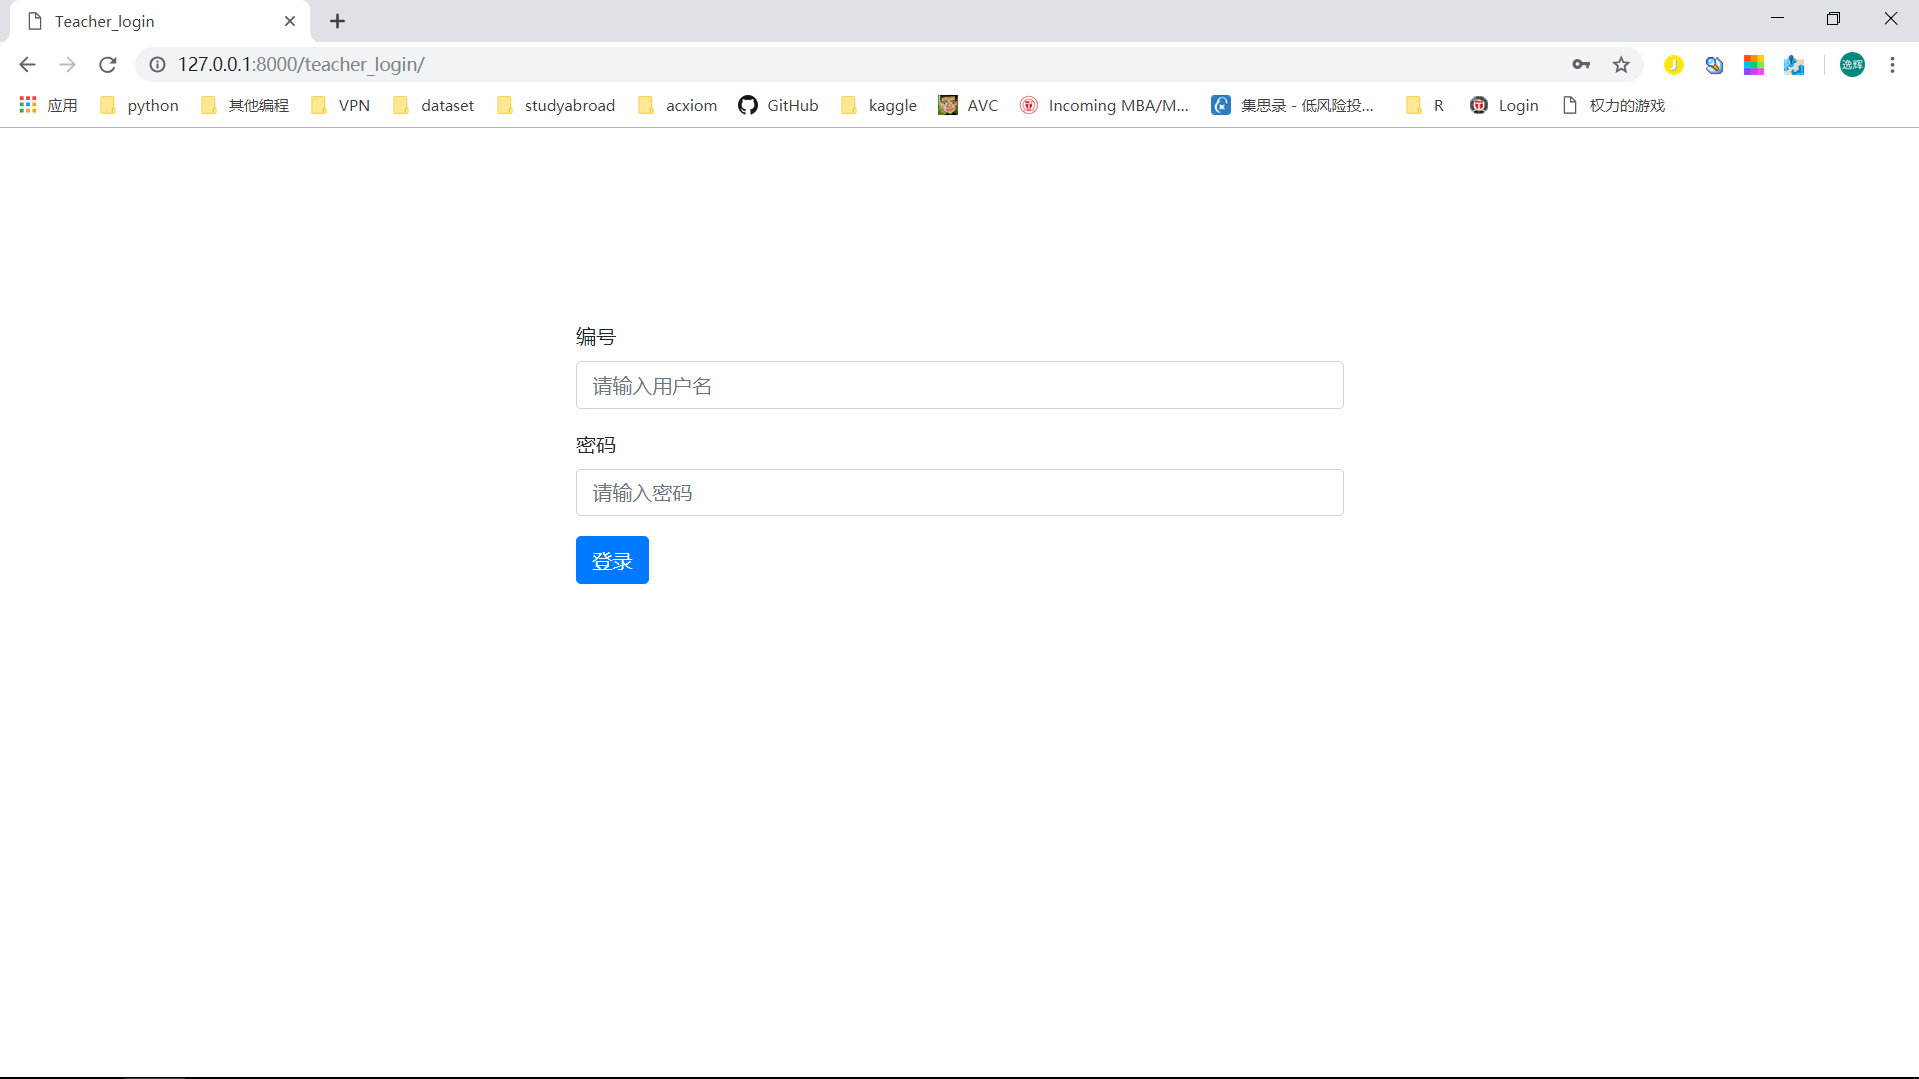 Teacher_login
127.0.0.1:8000/teacher_login/
逸辉
应用 python 其他编程 VPN dataset studyabroad acxiom GitHub kaggle AVC Incoming MBA/M... 集思录 - 低风险投... R Login 权力的游戏
编号
请输入用户名
密码
请输入密码
登录